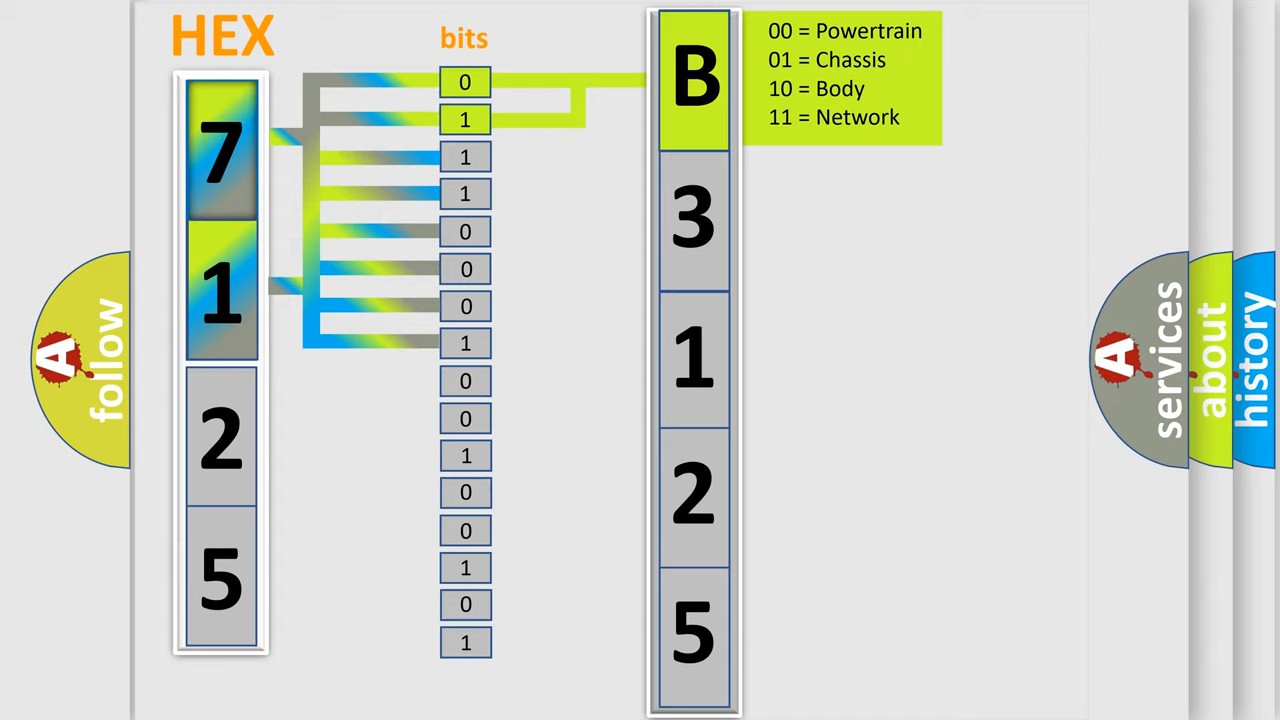 HEX
bits
7
1
2
5
0
1
1
1
0
0
0
1
0
0
1
0
0
1
0
1
B
3
1
2
5
00 = Powertrain
01 = Chassis
10 = Body
11 = Network
A
follow
A
services
about
history